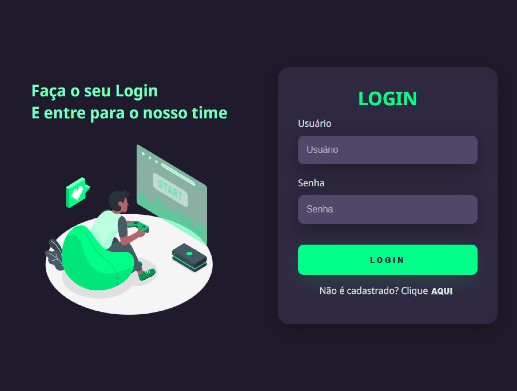 Faça o seu Login
E entre para o nosso time
START
LOGIN
Usuário
Usuário
Senha
Senha
LOGIN
Não é cadastrado? Clique AQUI